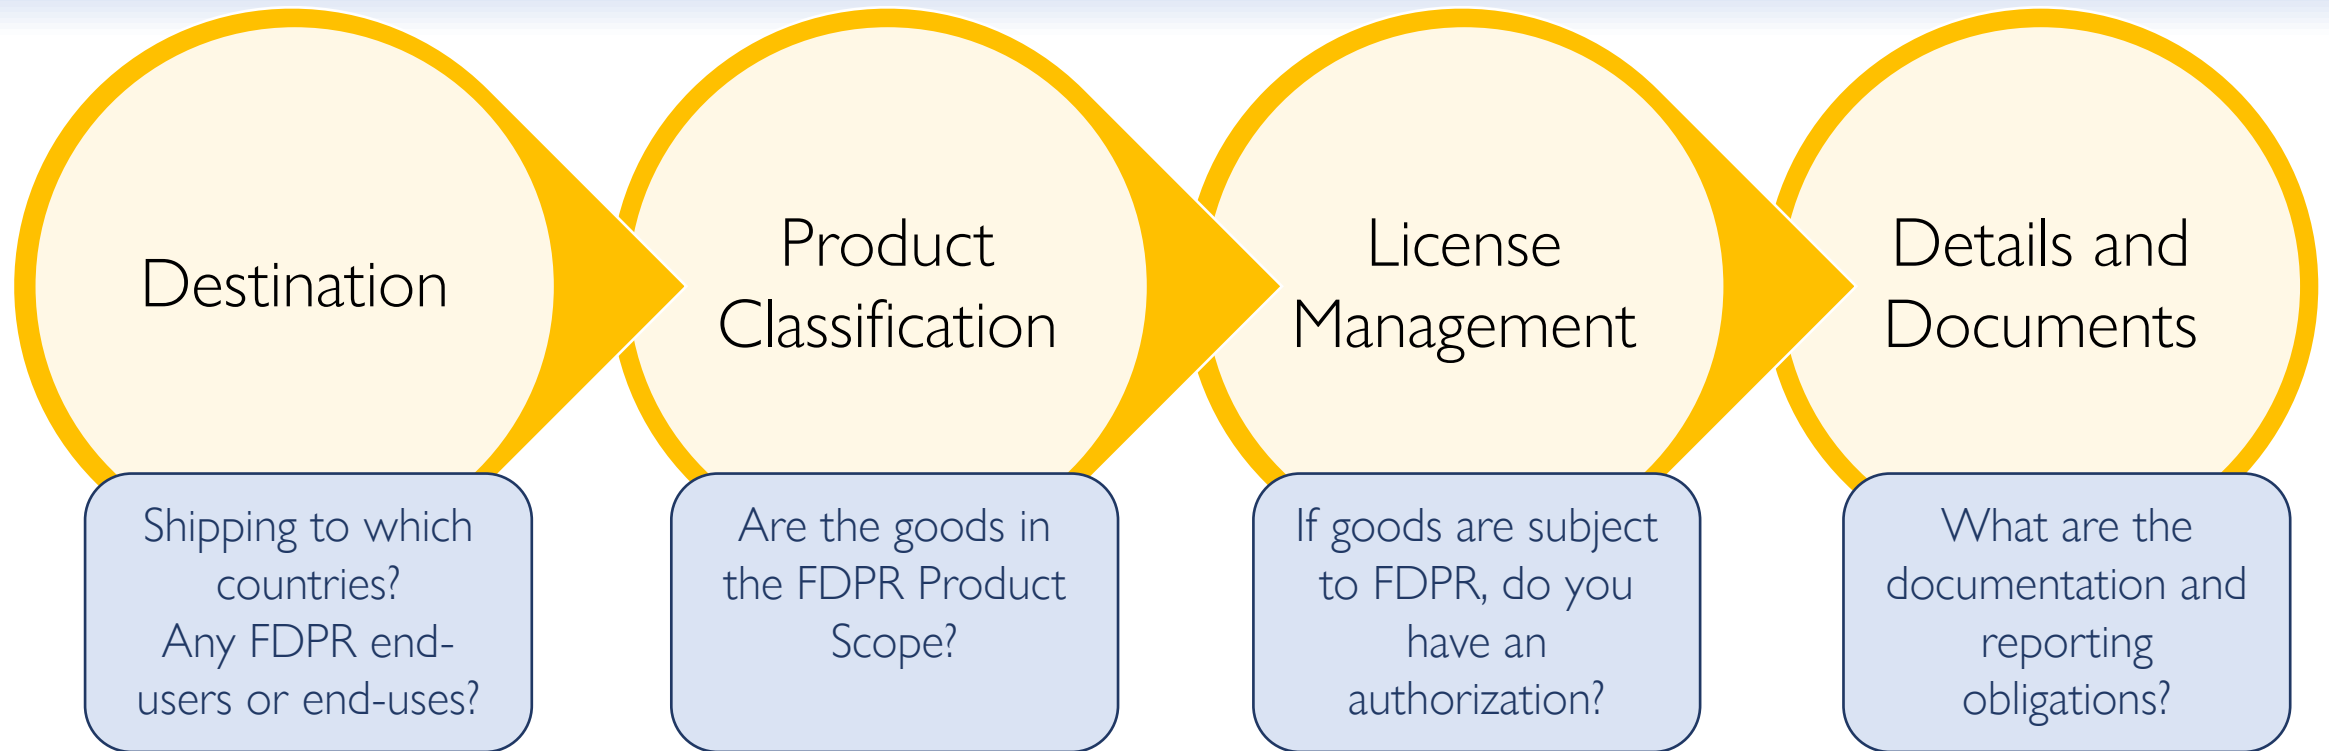 Destination
Product
Classification
License
Management
Details and
Documents
Shipping to which
countries?
Any FDPR end-
users or end-uses?
Are the goods in
the FDPR Product
Scope?
If goods are subject
to FDPR, do you
have an
authorization?
What are the
documentation and
reporting
obligations?